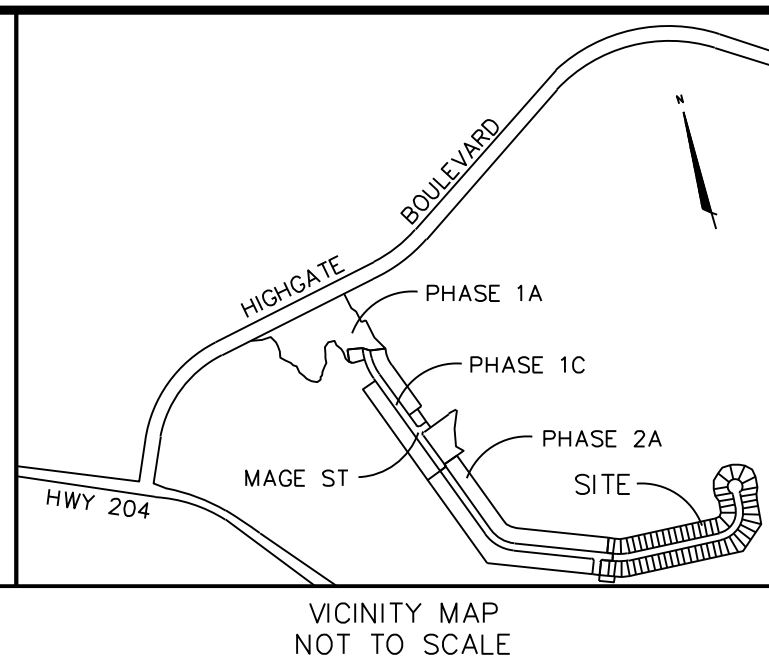 N
BOULEVARD
HIGHGATE
PHASE 1A
PHASE 1C
PHASE 2A
MAGE ST
SITE
HWY 204
VICINITY MAP
NOT TO SCALE